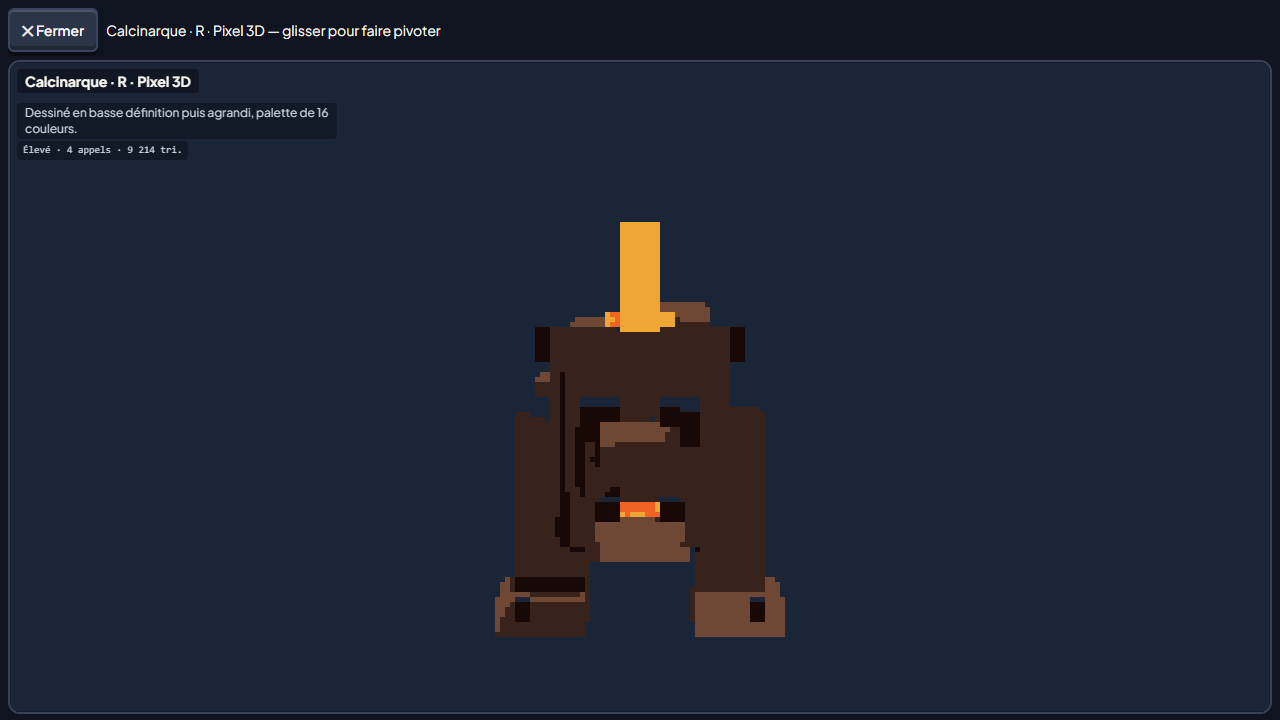 ✕ Fermer
Calcinarque · R · Pixel 3D — glisser pour faire pivoter
Calcinarque · R · Pixel 3D
Dessiné en basse définition puis agrandi, palette de 16
couleurs.
Élevé · 4 appels · 9 214 tri.